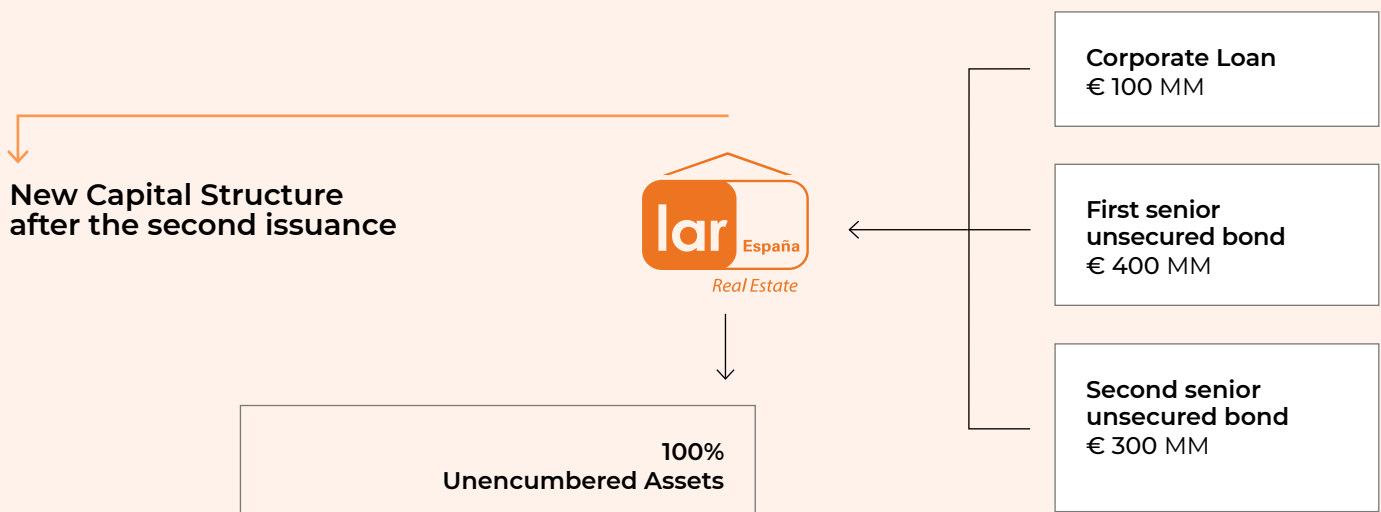 New Capital Structure
after the second issuance
lar
España
Real Estate
100%
Unencumbered Assets
Corporate Loan
€ 100 MM
First senior
unsecured bond
€ 400 MM
Second senior
unsecured bond
€ 300 MM